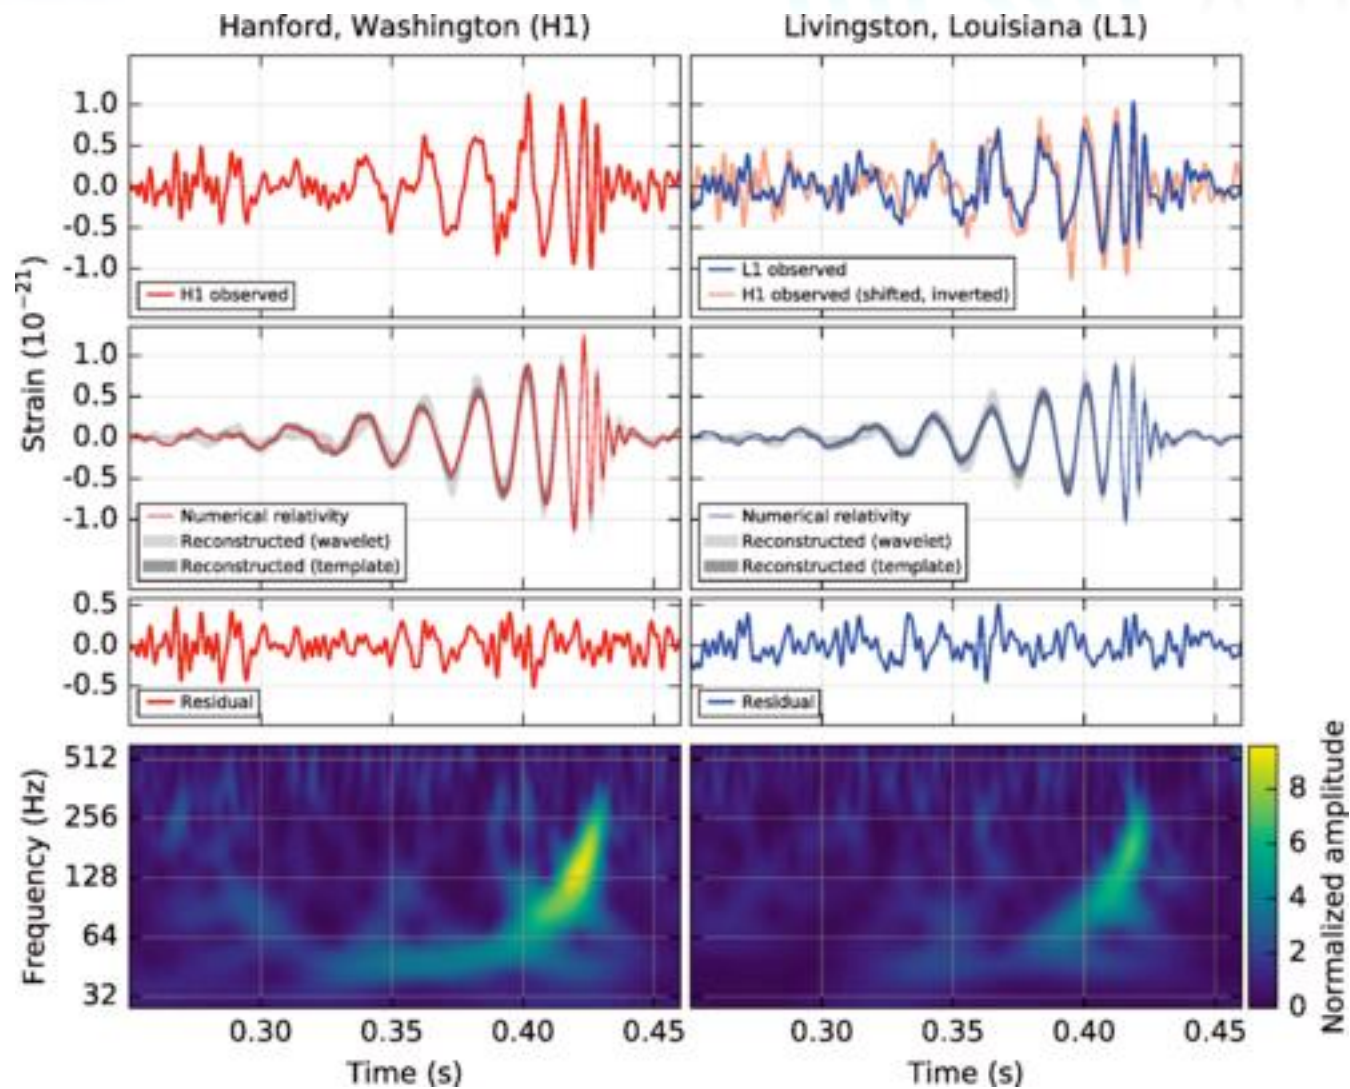 Hanford, Washington (H1)
Livingston, Louisiana (L1)
Strain (10⁻²¹)
1.0
0.5
0.0
-0.5
-1.0
H1 observed
L1 observed
H1 observed (shifted, inverted)
1.0
0.5
0.0
-0.5
-1.0
Numerical relativity
Reconstructed (wavelet)
Reconstructed (template)
Numerical relativity
Reconstructed (wavelet)
Reconstructed (template)
0.5
0.0
-0.5
Residual
Residual
Frequency (Hz)
512
256
128
64
32
0.30 0.35 0.40 0.45
Time (s)
0.30 0.35 0.40 0.45
Time (s)
8
6
4
2
0
Normalized amplitude